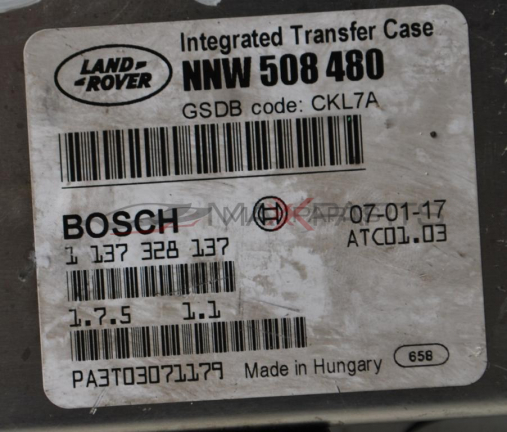 LAND-
-ROVER
Integrated Transfer Case
NNW 508 480
GSDB code: CKL7A
BOSCH
07-01-17
1 137 328 137
ATC01.03
1.7.5 1.1
PA3T03071179
Made in Hungary
658